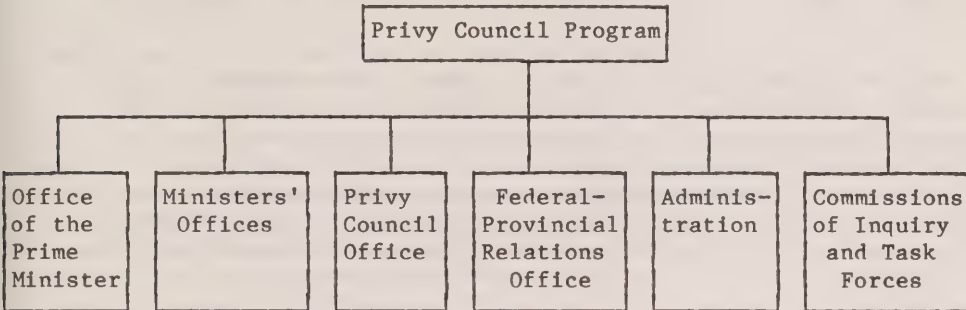 Privy Council Program
Office
of the
Prime
Minister
Ministers'
Offices
Privy
Council
Office
Federal-
Provincial
Relations
Office
Adminis-
tration
Commissions
of Inquiry
and Task
Forces